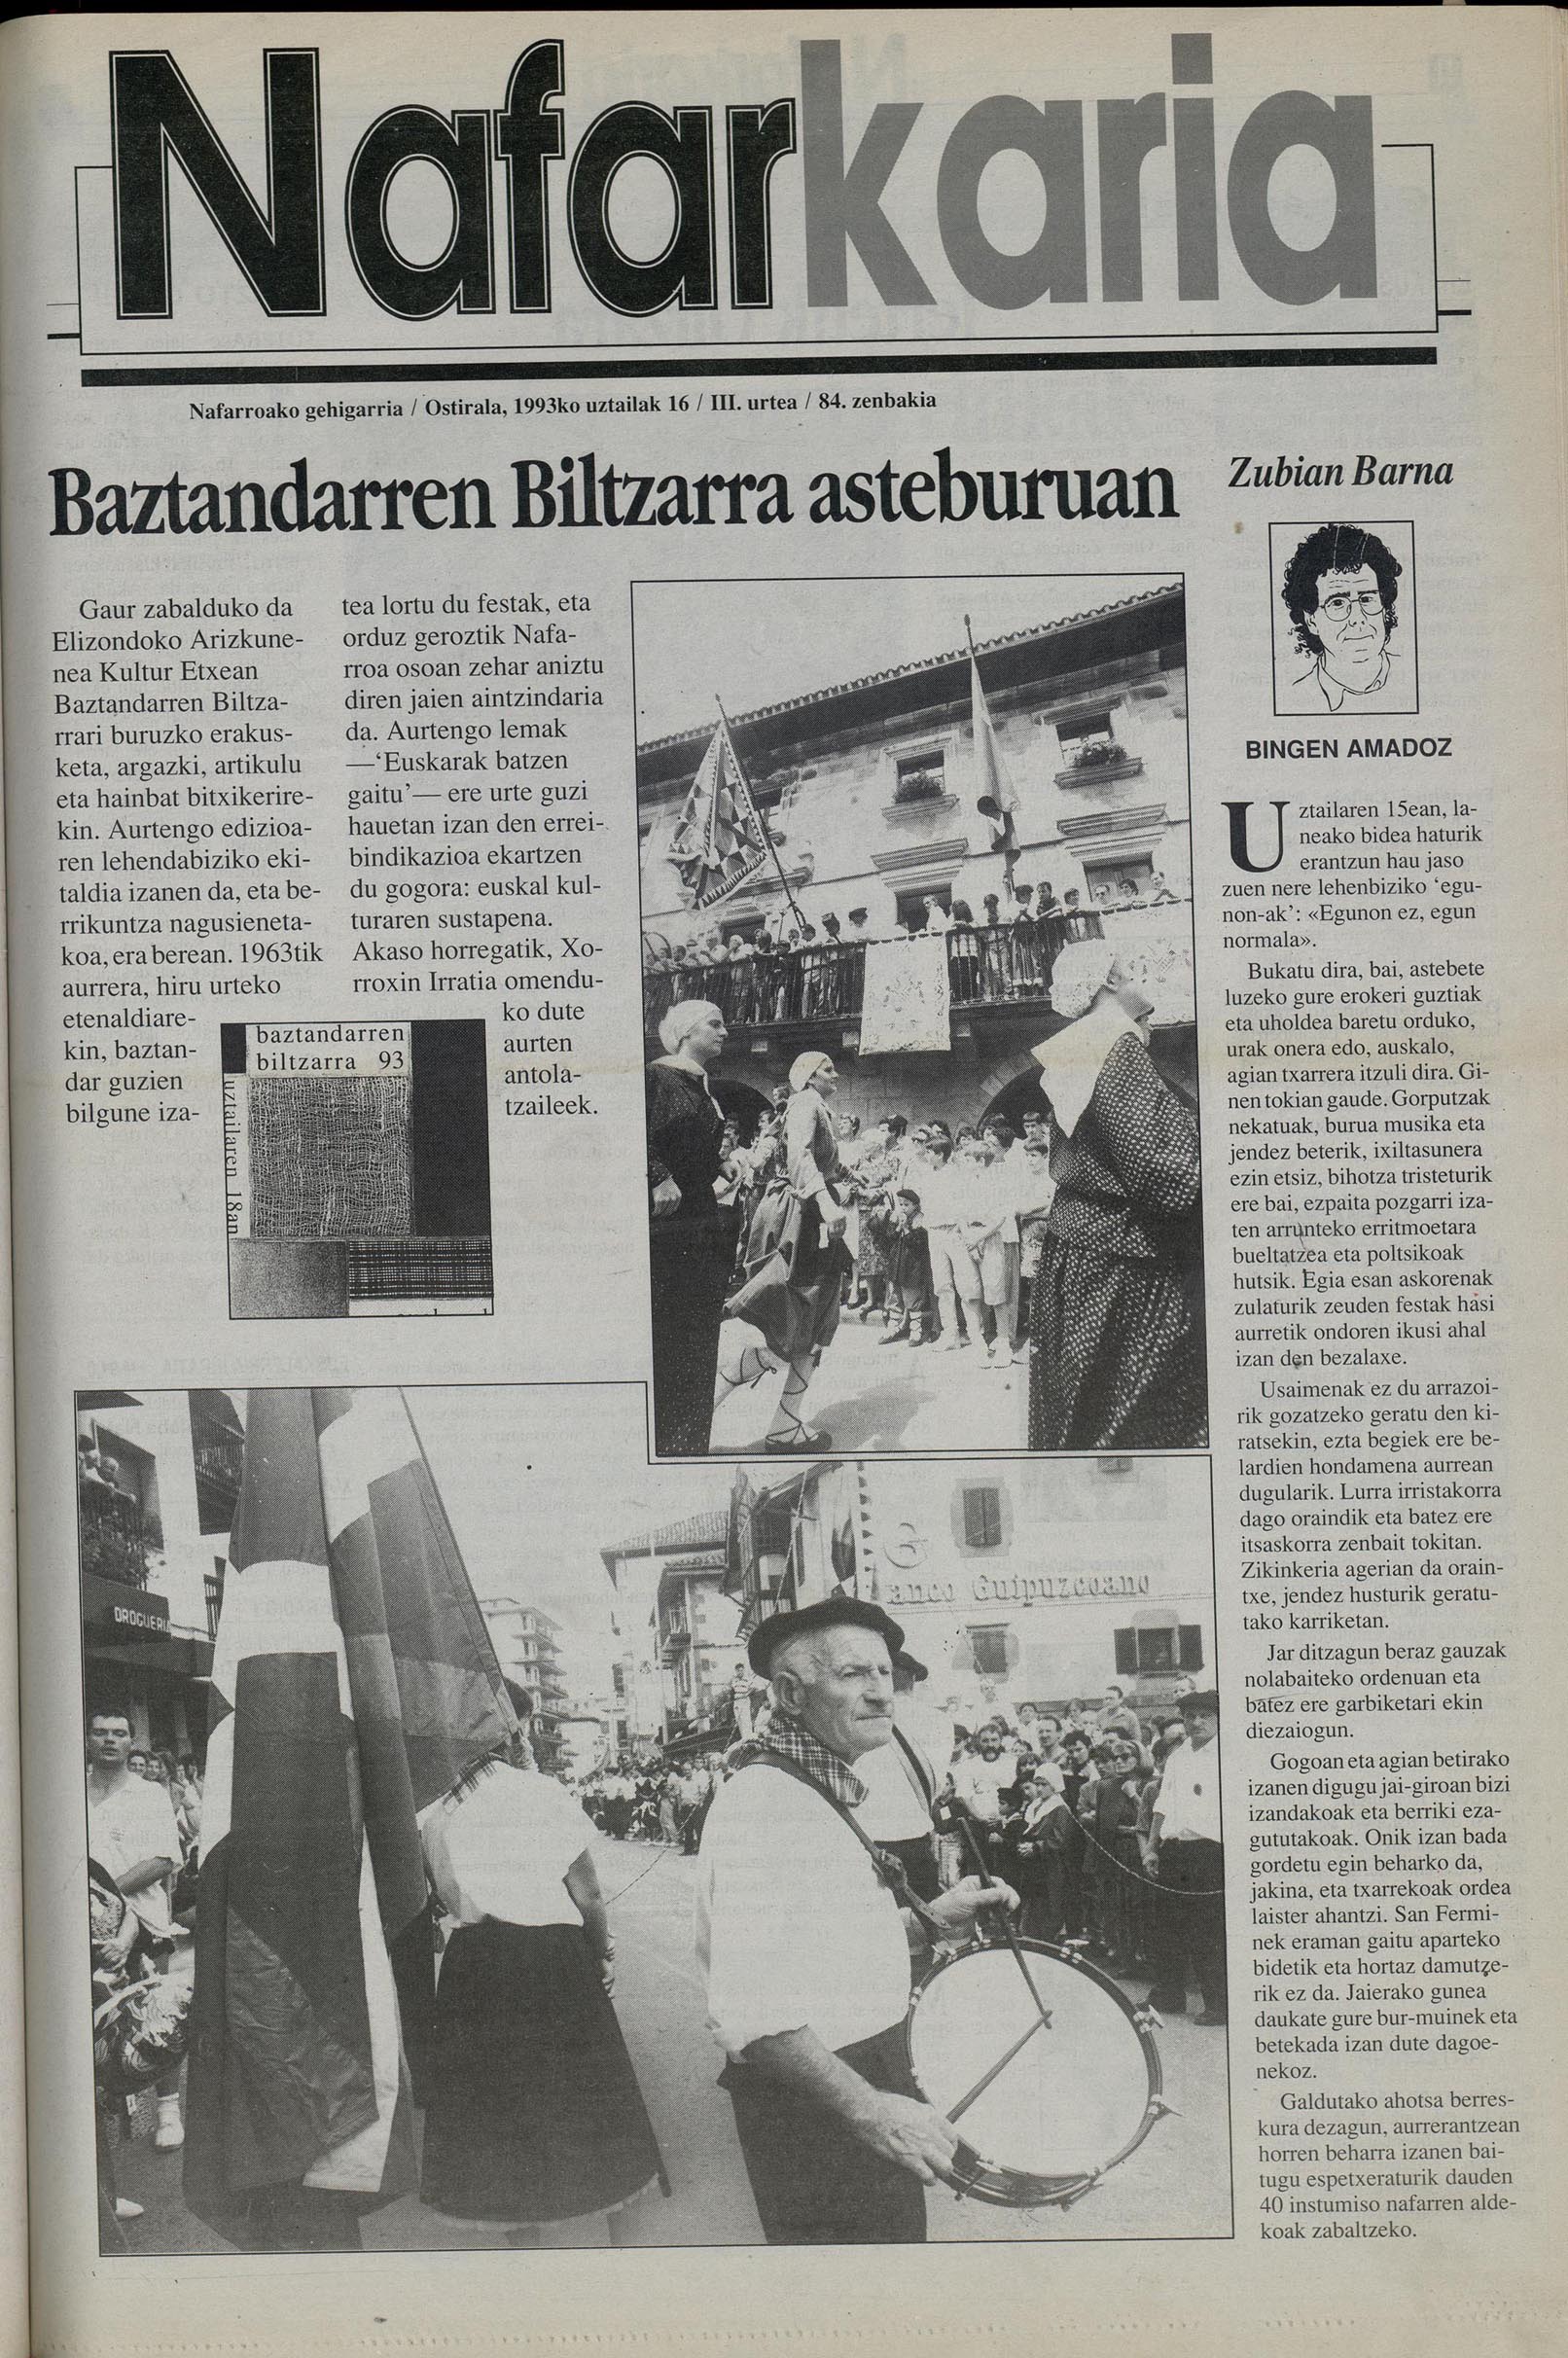 Nafarkaria
Nafarroako gehigarria / Ostirala, 1993ko uztailak 16 / III. urtea / 84. zenbakia
Baztandarren Biltzarra asteburuan
Gaur zabalduko da
Elizondoko Arizkune-
nea Kultur Etxean
Baztandarren Biltza-
rrari buruzko erakus-
keta, argazki, artikulu
eta hainbat bitxikerire-
kin. Aurtengo edizioa-
ren lehendabiziko eki-
taldia izanen da, eta be-
rrikuntza nagusieneta-
koa, era berean. 1963tik
aurrera, hiru urteko
etenaldiare-
kin, baztan-
dar guzien
bilgune iza-
tea lortu du festak, eta
orduz geroztik Nafa-
rroa osoan zehar aniztu
diren jaien aintzindaria
da. Aurtengo lemak
—‘Euskarak batzen
gaitu’— ere urte guzi
hauetan izan den errei-
bindikazioa ekartzen
du gogora: euskal kul-
turaren sustapena.
Akaso horregatik, Xo-
rroxin Irratia omendu-
ko dute
aurten
antola-
tzaileek.
baztandarren
biltzarra 93
uztailaren 18an
DROGUERIA
anco Guipuzcoano
Zubian Barna
BINGEN AMADOZ
Uztailaren 15ean, la-
neako bidea haturik
erantzun hau jaso
zuen nere lehenbiziko ‘egu-
non-ak’: «Egunon ez, egun
normala».
Bukatu dira, bai, astebete
luzeko gure erokeri guztiak
eta uholdea baretu orduko,
urak onera edo, auskalo,
agian txarrera itzuli dira. Gi-
nen tokian gaude. Gorputzak
nekatuak, burua musika eta
jendez beterik, ixiltasunera
ezin etsiz, bihotza tristeturik
ere bai, ezpaita pozgarri iza-
ten arrunteko erritmoetara
bueltatzea eta poltsikoak
hutsik. Egia esan askorenak
zulaturik zeuden festak hasi
aurretik ondoren ikusi ahal
izan den bezalaxe.
Usaimenak ez du arrazoi-
rik gozatzeko geratu den ki-
ratsekin, ezta begiek ere be-
lardien hondamena aurrean
dugularik. Lurra irristakorra
dago oraindik eta batez ere
itsaskorra zenbait tokitan.
Zikinkeria agerian da orain-
txe, jendez husturik geratu-
tako karriketan.
Jar ditzagun beraz gauzak
nolabaiteko ordenuan eta
batez ere garbiketari ekin
diezaiogun.
Gogoan eta agian betirako
izanen digugu jai-giroan bizi
izandakoak eta berriki eza-
gututakoak. Onik izan bada
gordetu egin beharko da,
jakina, eta txarrekoak ordea
laister ahantzi. San Fermi-
nek eraman gaitu aparteko
bidetik eta hortaz damutze-
rik ez da. Jaierako gunea
daukate gure bur-muinek eta
betekada izan dute dagoe-
nekoz.
Galdutako ahotsa berres-
kura dezagun, aurrerantzean
horren beharra izanen bai-
tugu espetxeraturik dauden
40 instumiso nafarren alde-
koak zabaltzeko.